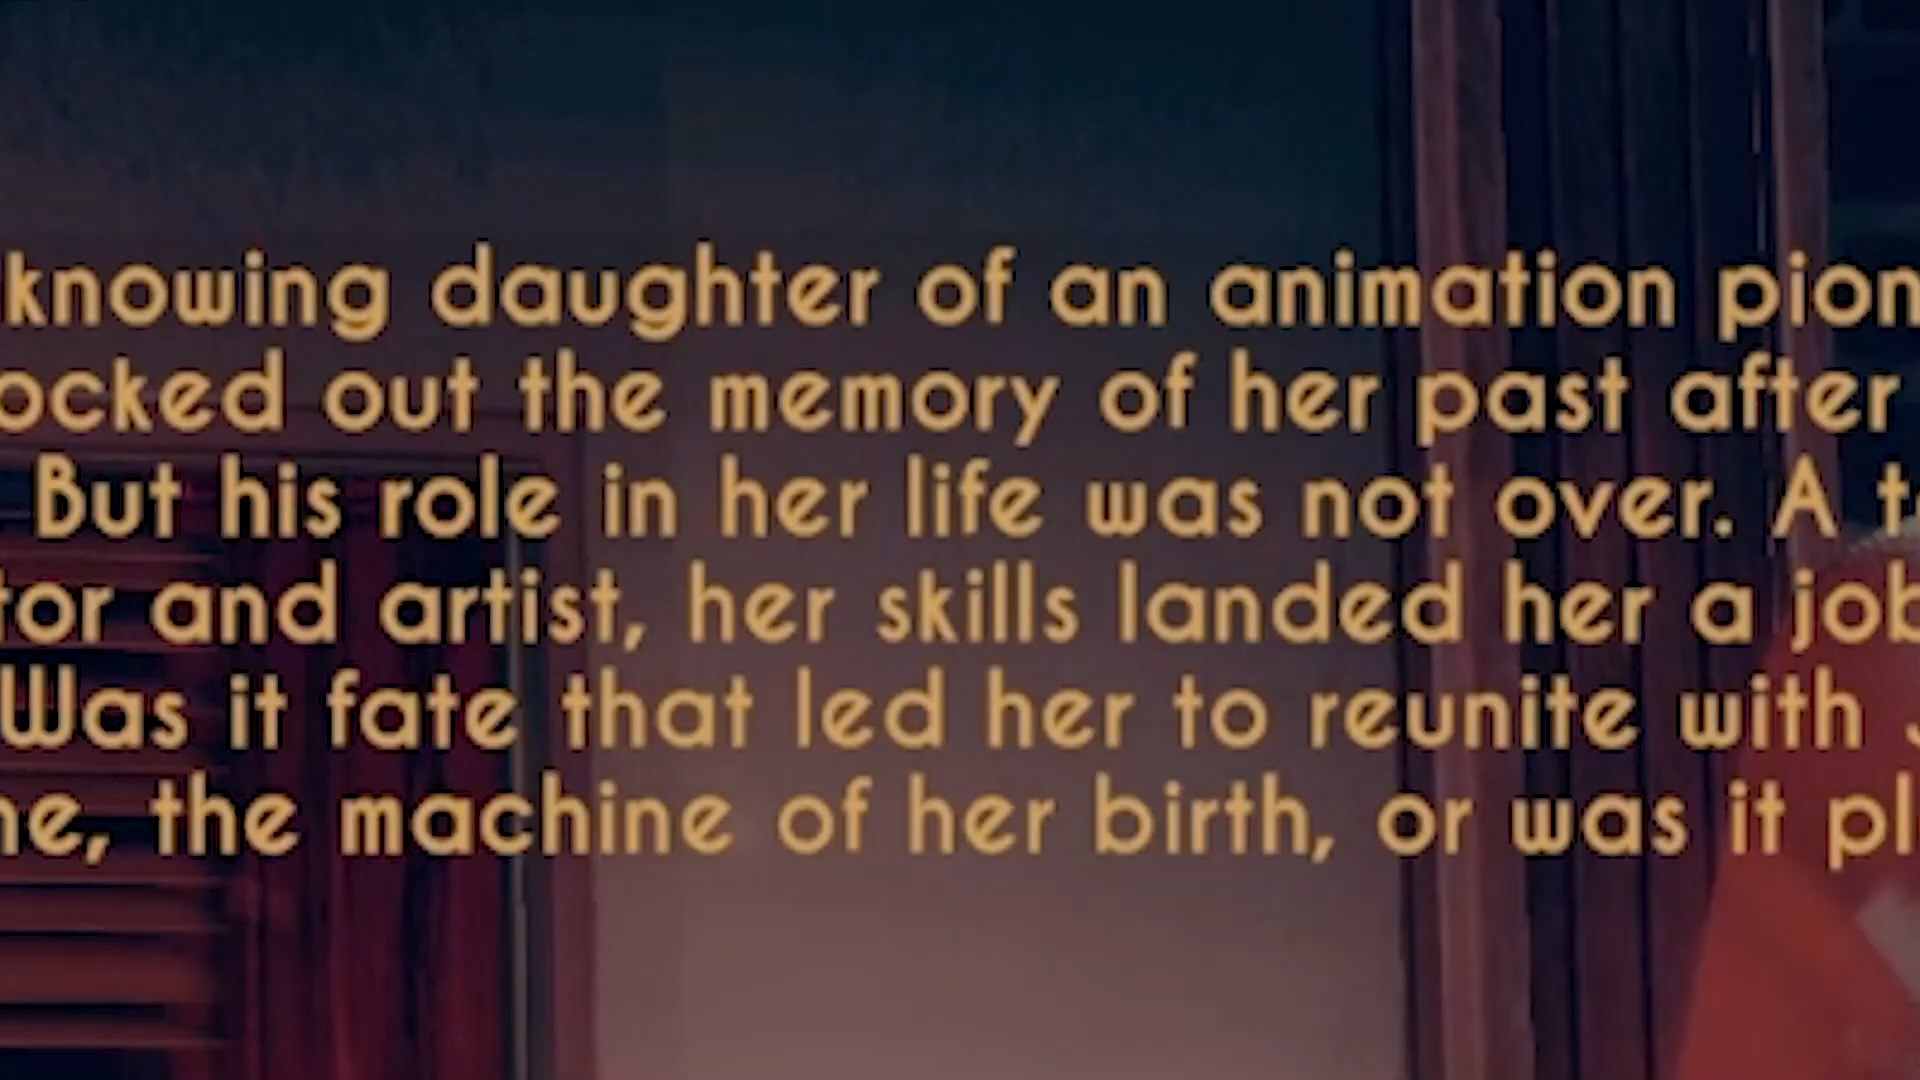 knowing daughter of an animation pion
ocked out the memory of her past after
But his role in her life was not over. A t
tor and artist, her skills landed her a job
Was it fate that led her to reunite with J
ne, the machine of her birth, or was it pl